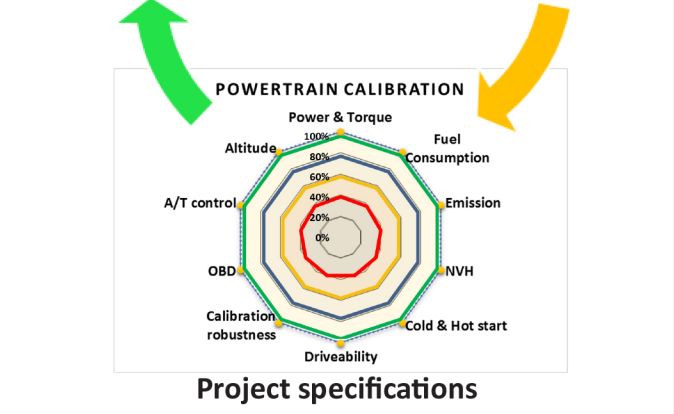 POWERTRAIN CALIBRATION
Power & Torque
100%
80%
60%
40%
20%
0%
Fuel
Consumption
Emission
NVH
Cold & Hot start
Driveability
Calibration
robustness
OBD
A/T control
Altitude
Project specifications